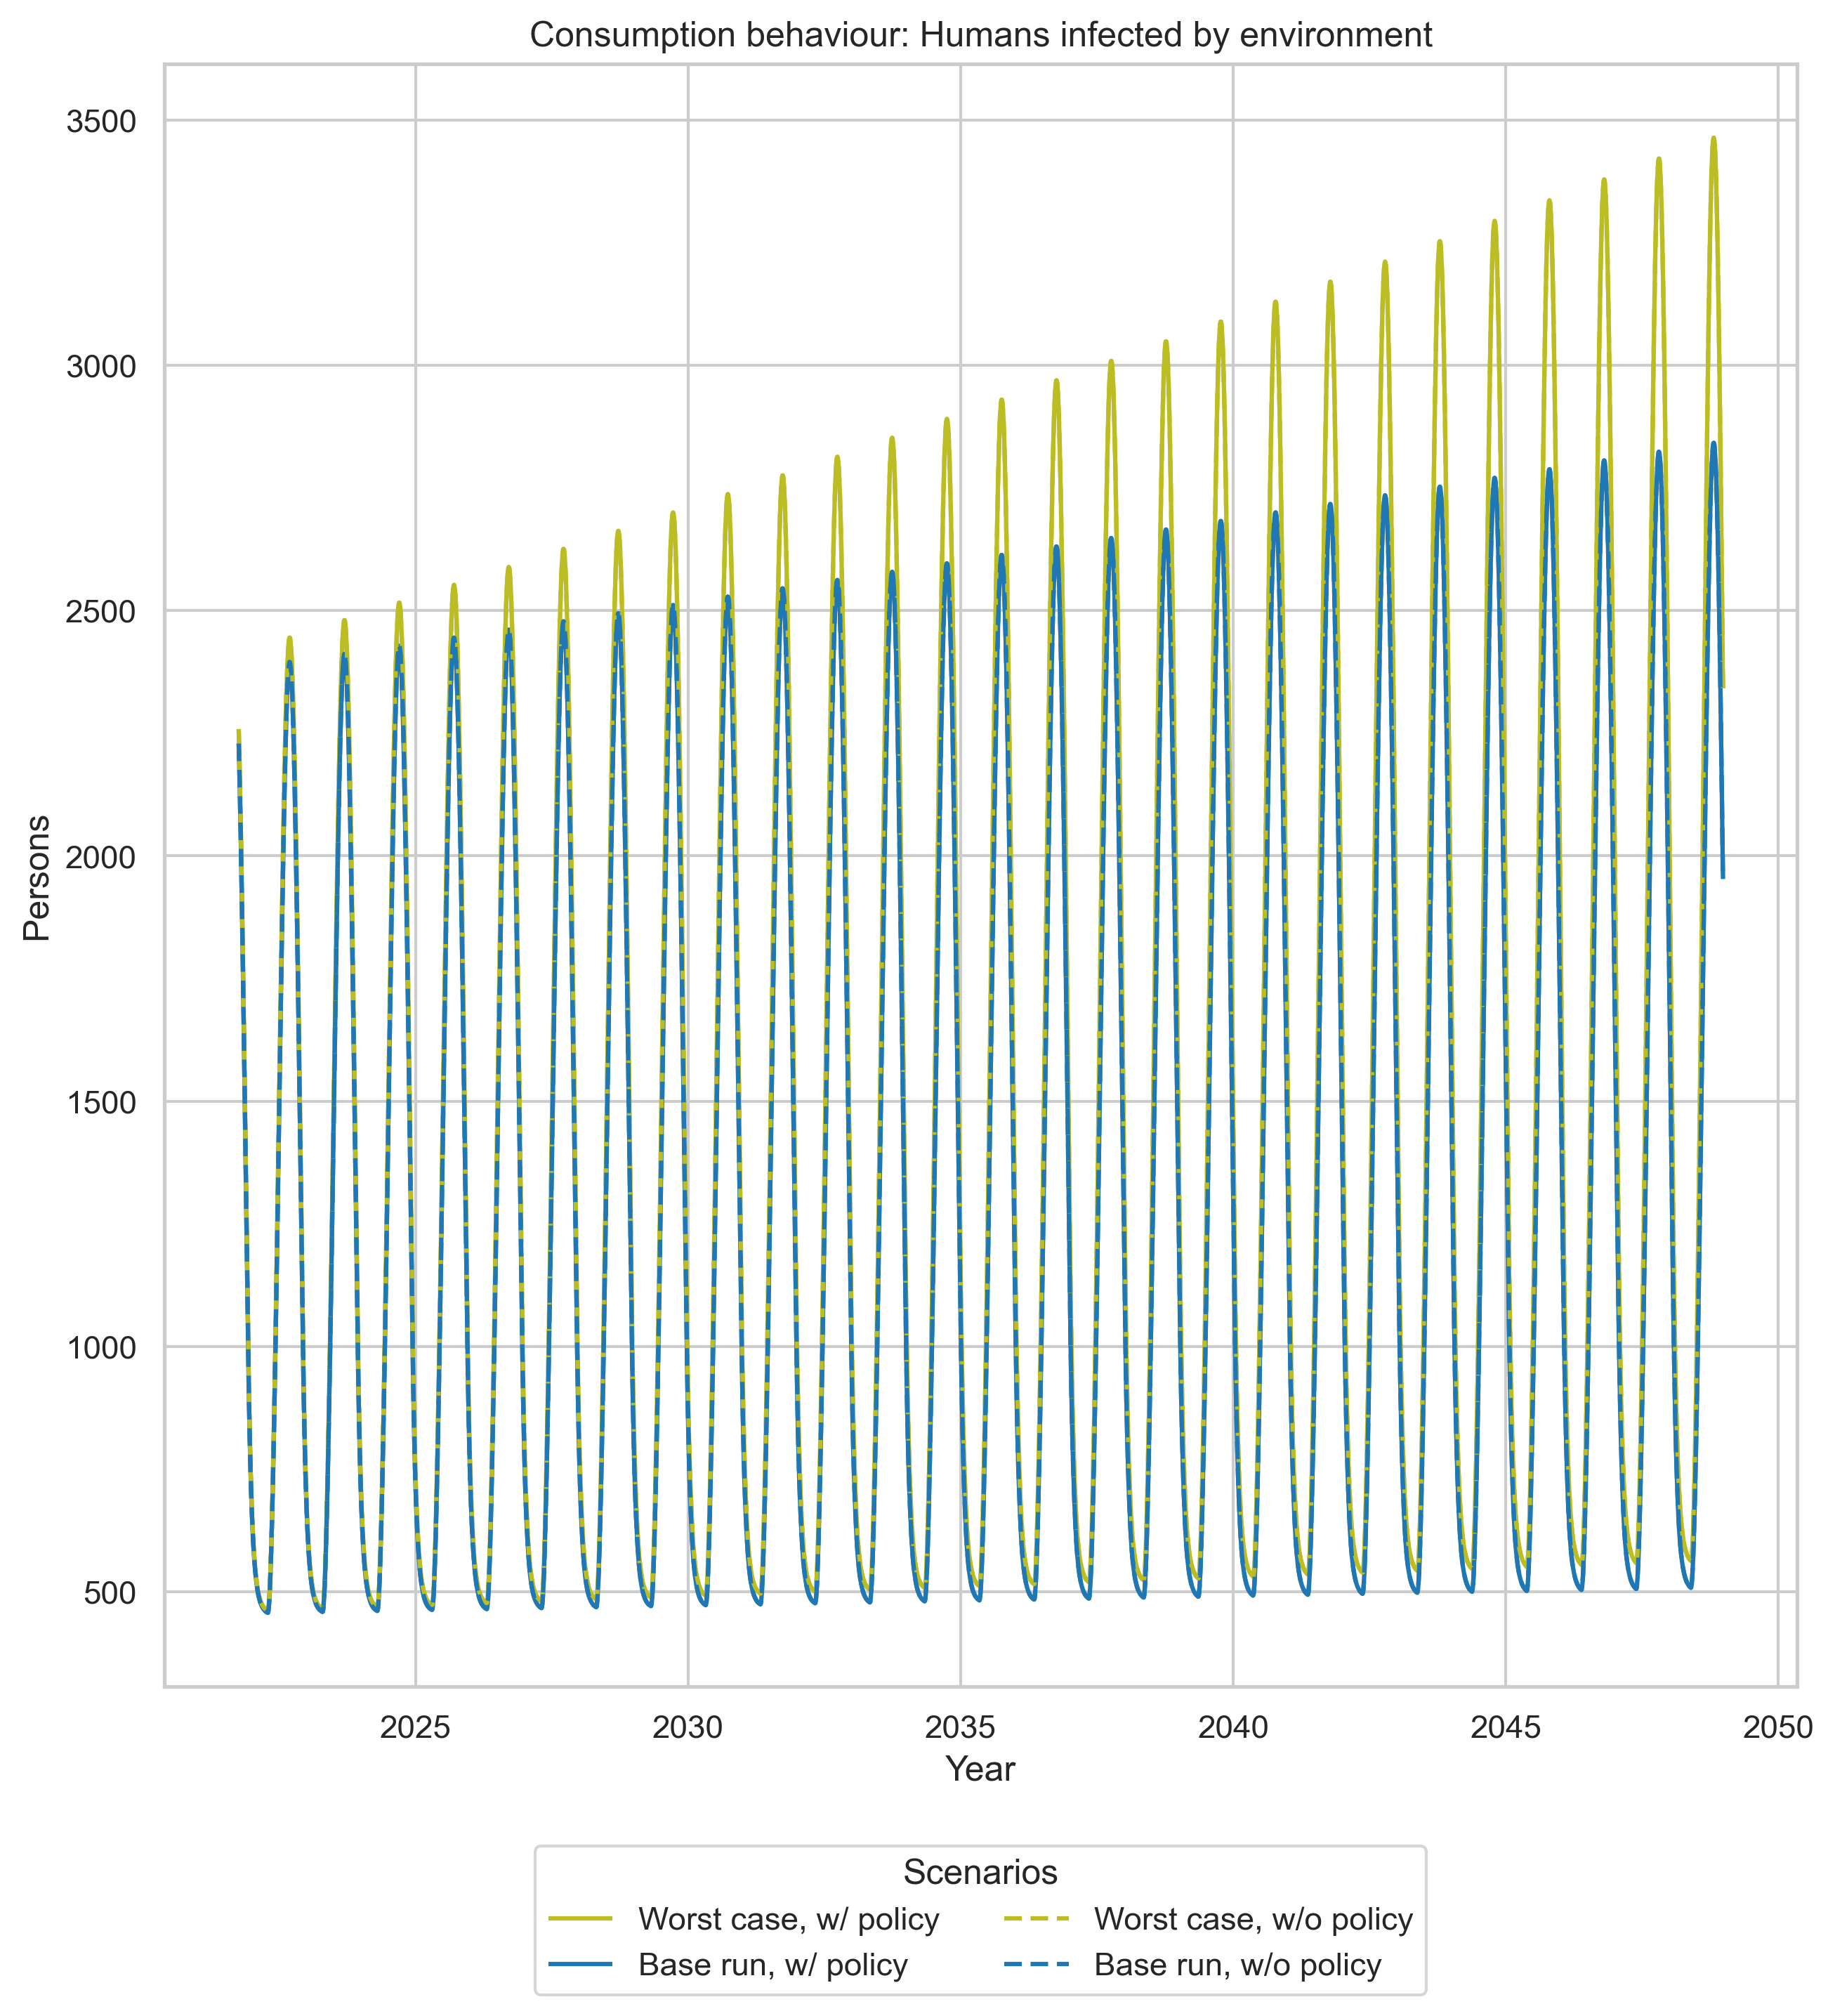 Consumption behaviour: Humans infected by environment
3500
3000
2500
2000
1500
1000
500
Persons
2025 2030 2035 2040 2045 2050
Year
Scenarios
Worst case, w/ policy Worst case, w/o policy
Base run, w/ policy Base run, w/o policy